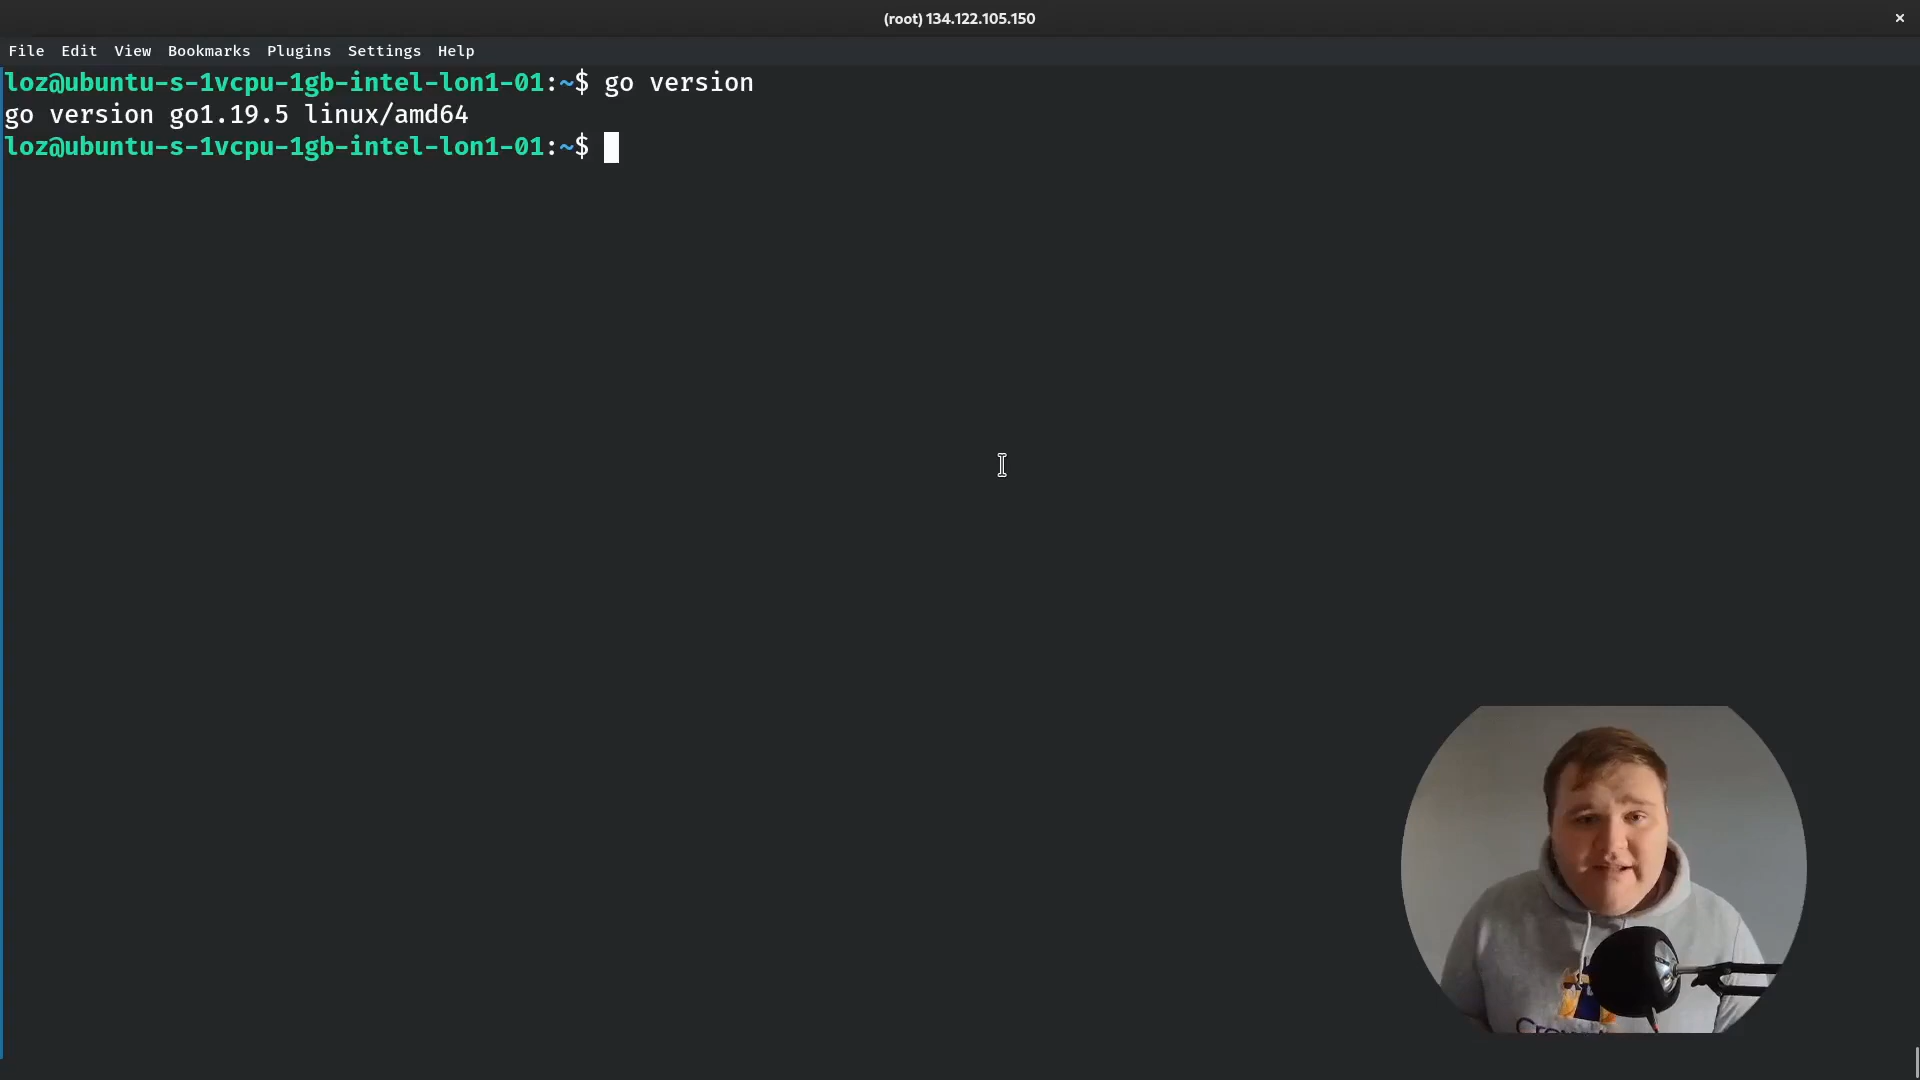 (root) 134.122.105.150
File Edit View Bookmarks Plugins Settings Help
loz@ubuntu-s-1vcpu-1gb-intel-lon1-01:~$ go version
go version go1.19.5 linux/amd64
loz@ubuntu-s-1vcpu-1gb-intel-lon1-01:~$